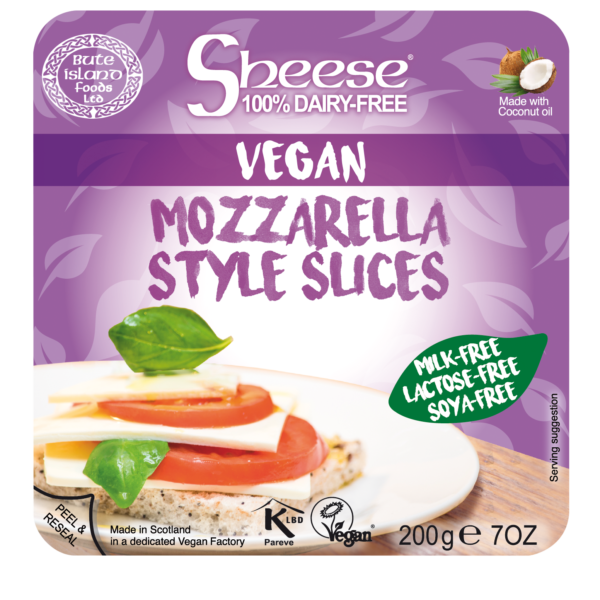 Bute
island
Foods
Ltd
Sheese®
100% DAIRY-FREE
Made with
Coconut oil
VEGAN
MOZZARELLA
STYLE SLICES
MILK-FREE
LACTOSE-FREE
SOYA-FREE
Serving suggestion
PEEL &
RESEAL
Made in Scotland
in a dedicated Vegan Factory
K LBD
Pareve
Vegan
200g ℮ 7OZ